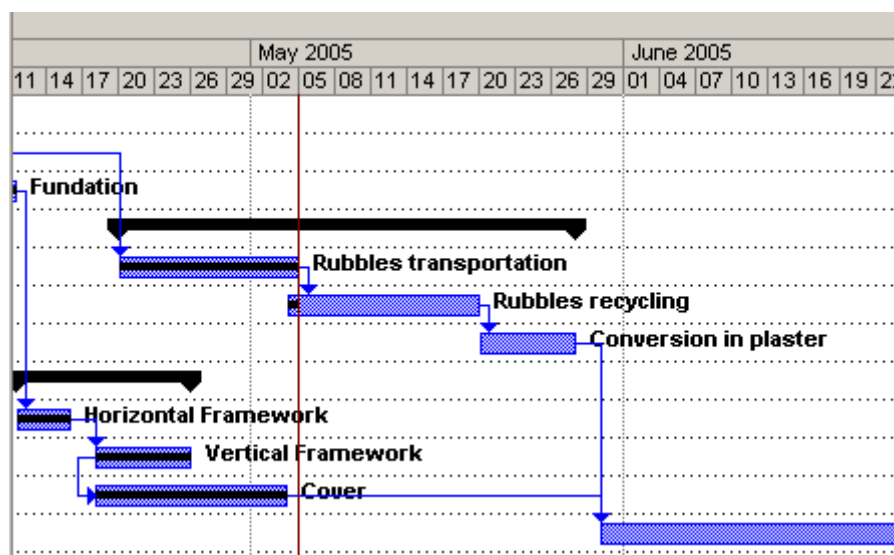 May 2005 June 2005
11 14 17 20 23 26 29 02 05 08 11 14 17 20 23 26 29 01 04 07 10 13 16 19
Fundation
Rubbles transportation
Rubbles recycling
Conversion in plaster
Horizontal Framework
Vertical Framework
Cover